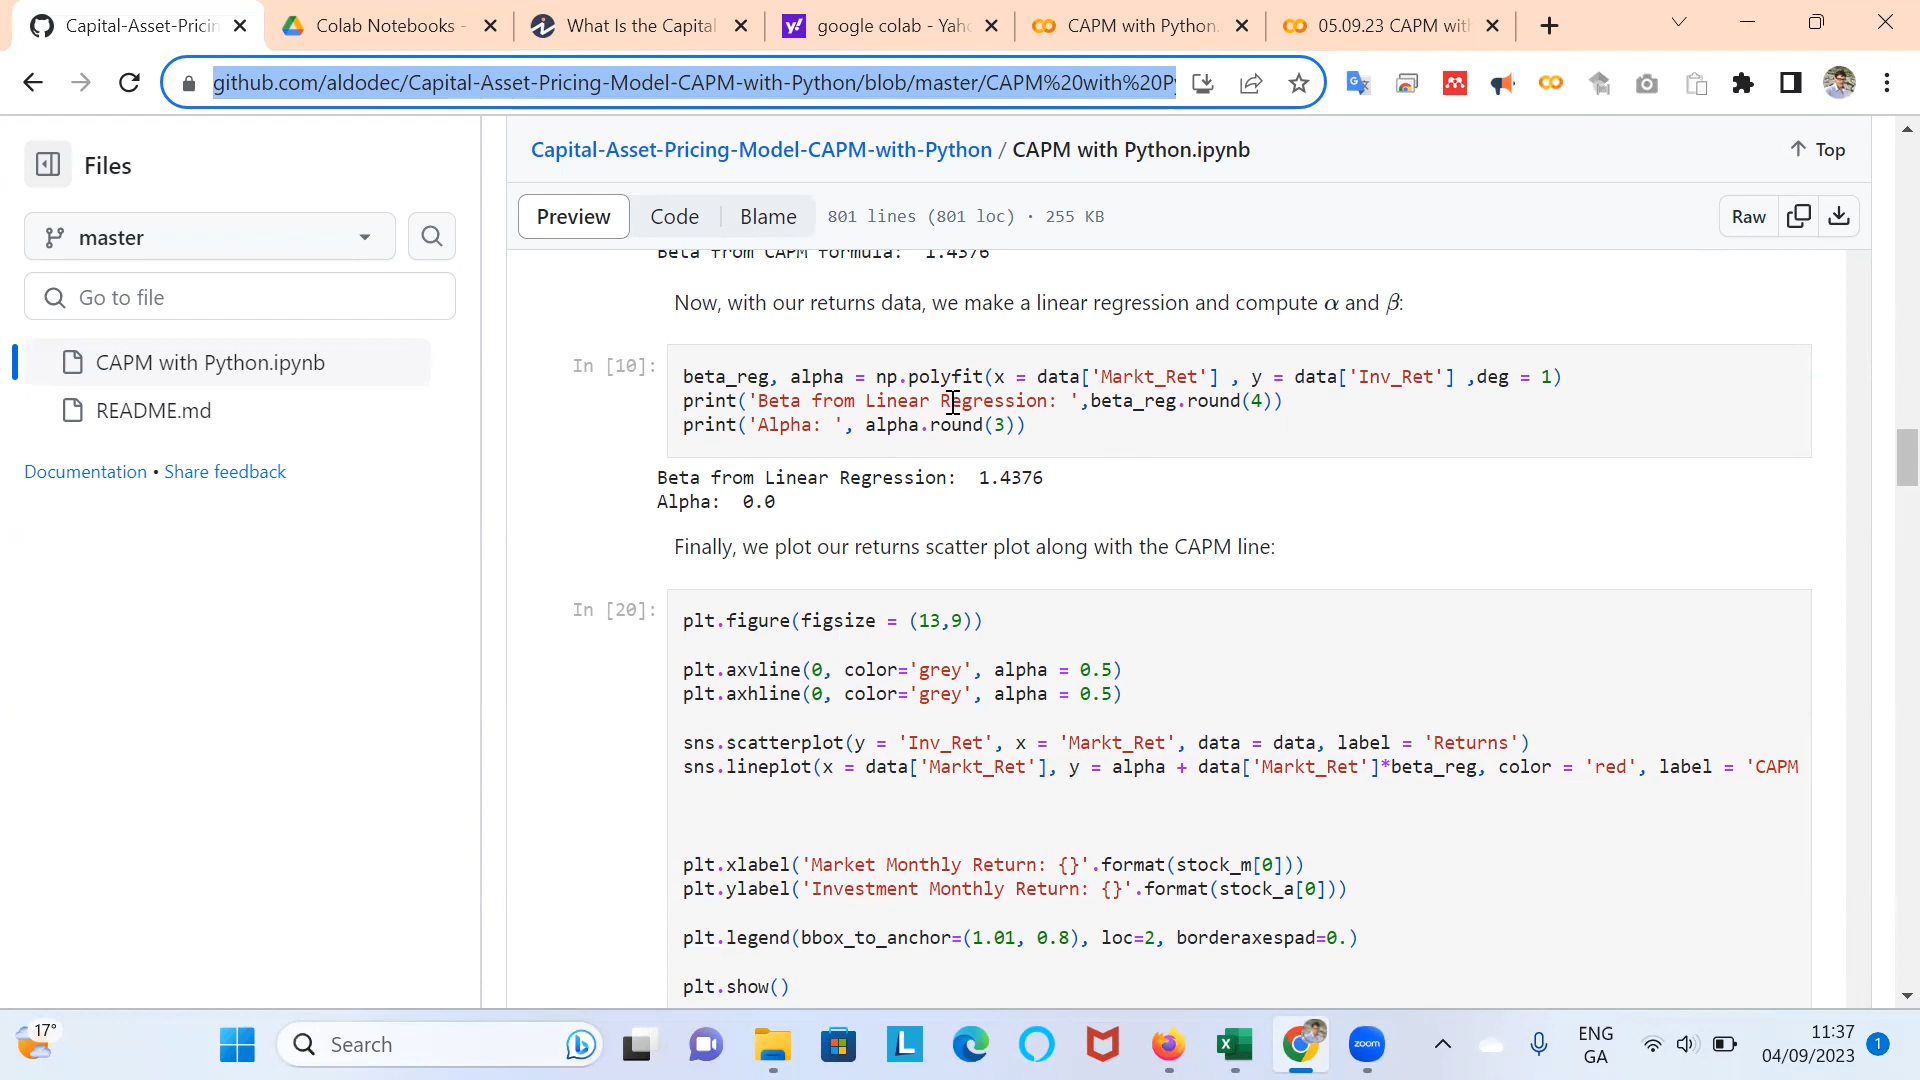 Capital-Asset-Pricin
Colab Notebooks -
What Is the Capital
google colab - Yah
CAPM with Python.
05.09.23 CAPM wit
github.com/aldodec/Capital-Asset-Pricing-Model-CAPM-with-Python/blob/master/CAPM%20with%20P
Files
Capital-Asset-Pricing-Model-CAPM-with-Python / CAPM with Python.ipynb
Top
master
Preview
Code
Blame
801 lines (801 loc) · 255 KB
Raw
Go to file
CAPM with Python.ipynb
README.md
Documentation • Share feedback
Beta from CAPM formula:  1.4376
Now, with our returns data, we make a linear regression and compute α and β:
In [10]:
beta_reg, alpha = np.polyfit(x = data['Markt_Ret'] , y = data['Inv_Ret'] ,deg = 1)
print('Beta from Linear Regression: ',beta_reg.round(4))
print('Alpha: ', alpha.round(3))
Beta from Linear Regression:  1.4376
Alpha:  0.0
Finally, we plot our returns scatter plot along with the CAPM line:
In [20]:
plt.figure(figsize = (13,9))
plt.axvline(0, color='grey', alpha = 0.5)
plt.axhline(0, color='grey', alpha = 0.5)
sns.scatterplot(y = 'Inv_Ret', x = 'Markt_Ret', data = data, label = 'Returns')
sns.lineplot(x = data['Markt_Ret'], y = alpha + data['Markt_Ret']*beta_reg, color = 'red', label = 'CAPM
plt.xlabel('Market Monthly Return: {}'.format(stock_m[0]))
plt.ylabel('Investment Monthly Return: {}'.format(stock_a[0]))
plt.legend(bbox_to_anchor=(1.01, 0.8), loc=2, borderaxespad=0.)
plt.show()
17°
Search
L
zoom
ENG
GA
11:37
04/09/2023
1